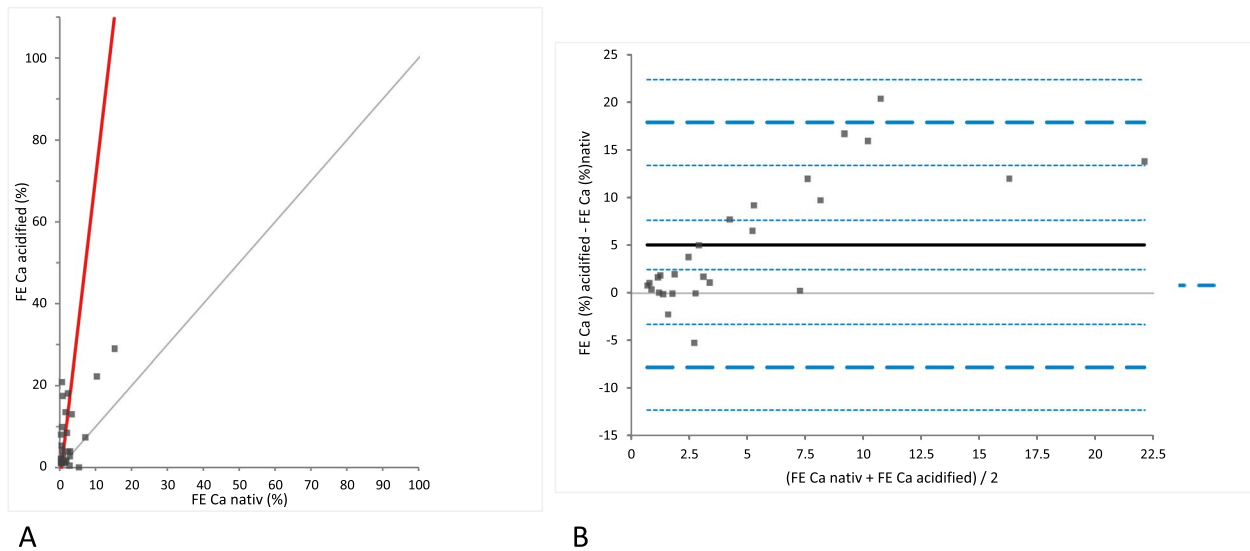 100
80
60
40
20
0
FE Ca acidified (%)
0 10 20 30 40 50 60 70 80 90 100
FE Ca nativ (%)
A
25
20
15
10
5
0
-5
-10
-15
FE Ca (%) acidified - FE Ca (%)nativ
0 2.5 5 7.5 10 12.5 15 17.5 20 22.5
(FE Ca nativ + FE Ca acidified) / 2
B